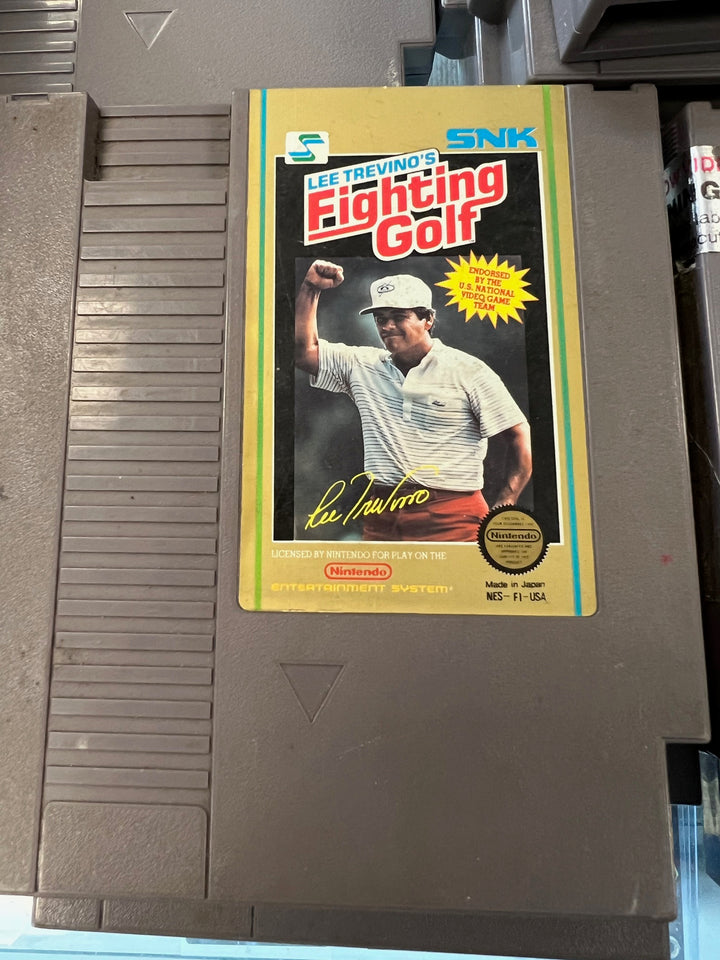 SNK
LEE TREVINO'S
Fighting
Golf
ENDORSED
BY THE
U.S. NATIONAL
VIDEO GAME
TEAM
Lee Trevino
LICENSED BY NINTENDO FOR PLAY ON THE
Nintendo
ENTERTAINMENT SYSTEM
Nintendo
Made in Japan
NES-FI-USA
G